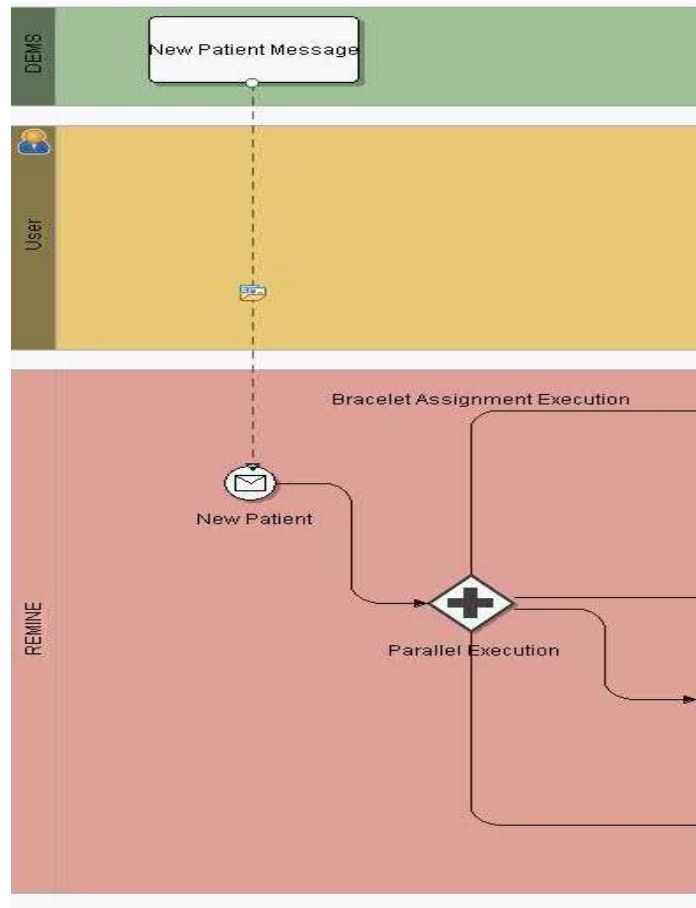 DEMS
New Patient Message
User
Bracelet Assignment Execution
New Patient
REMINE
Parallel Execution